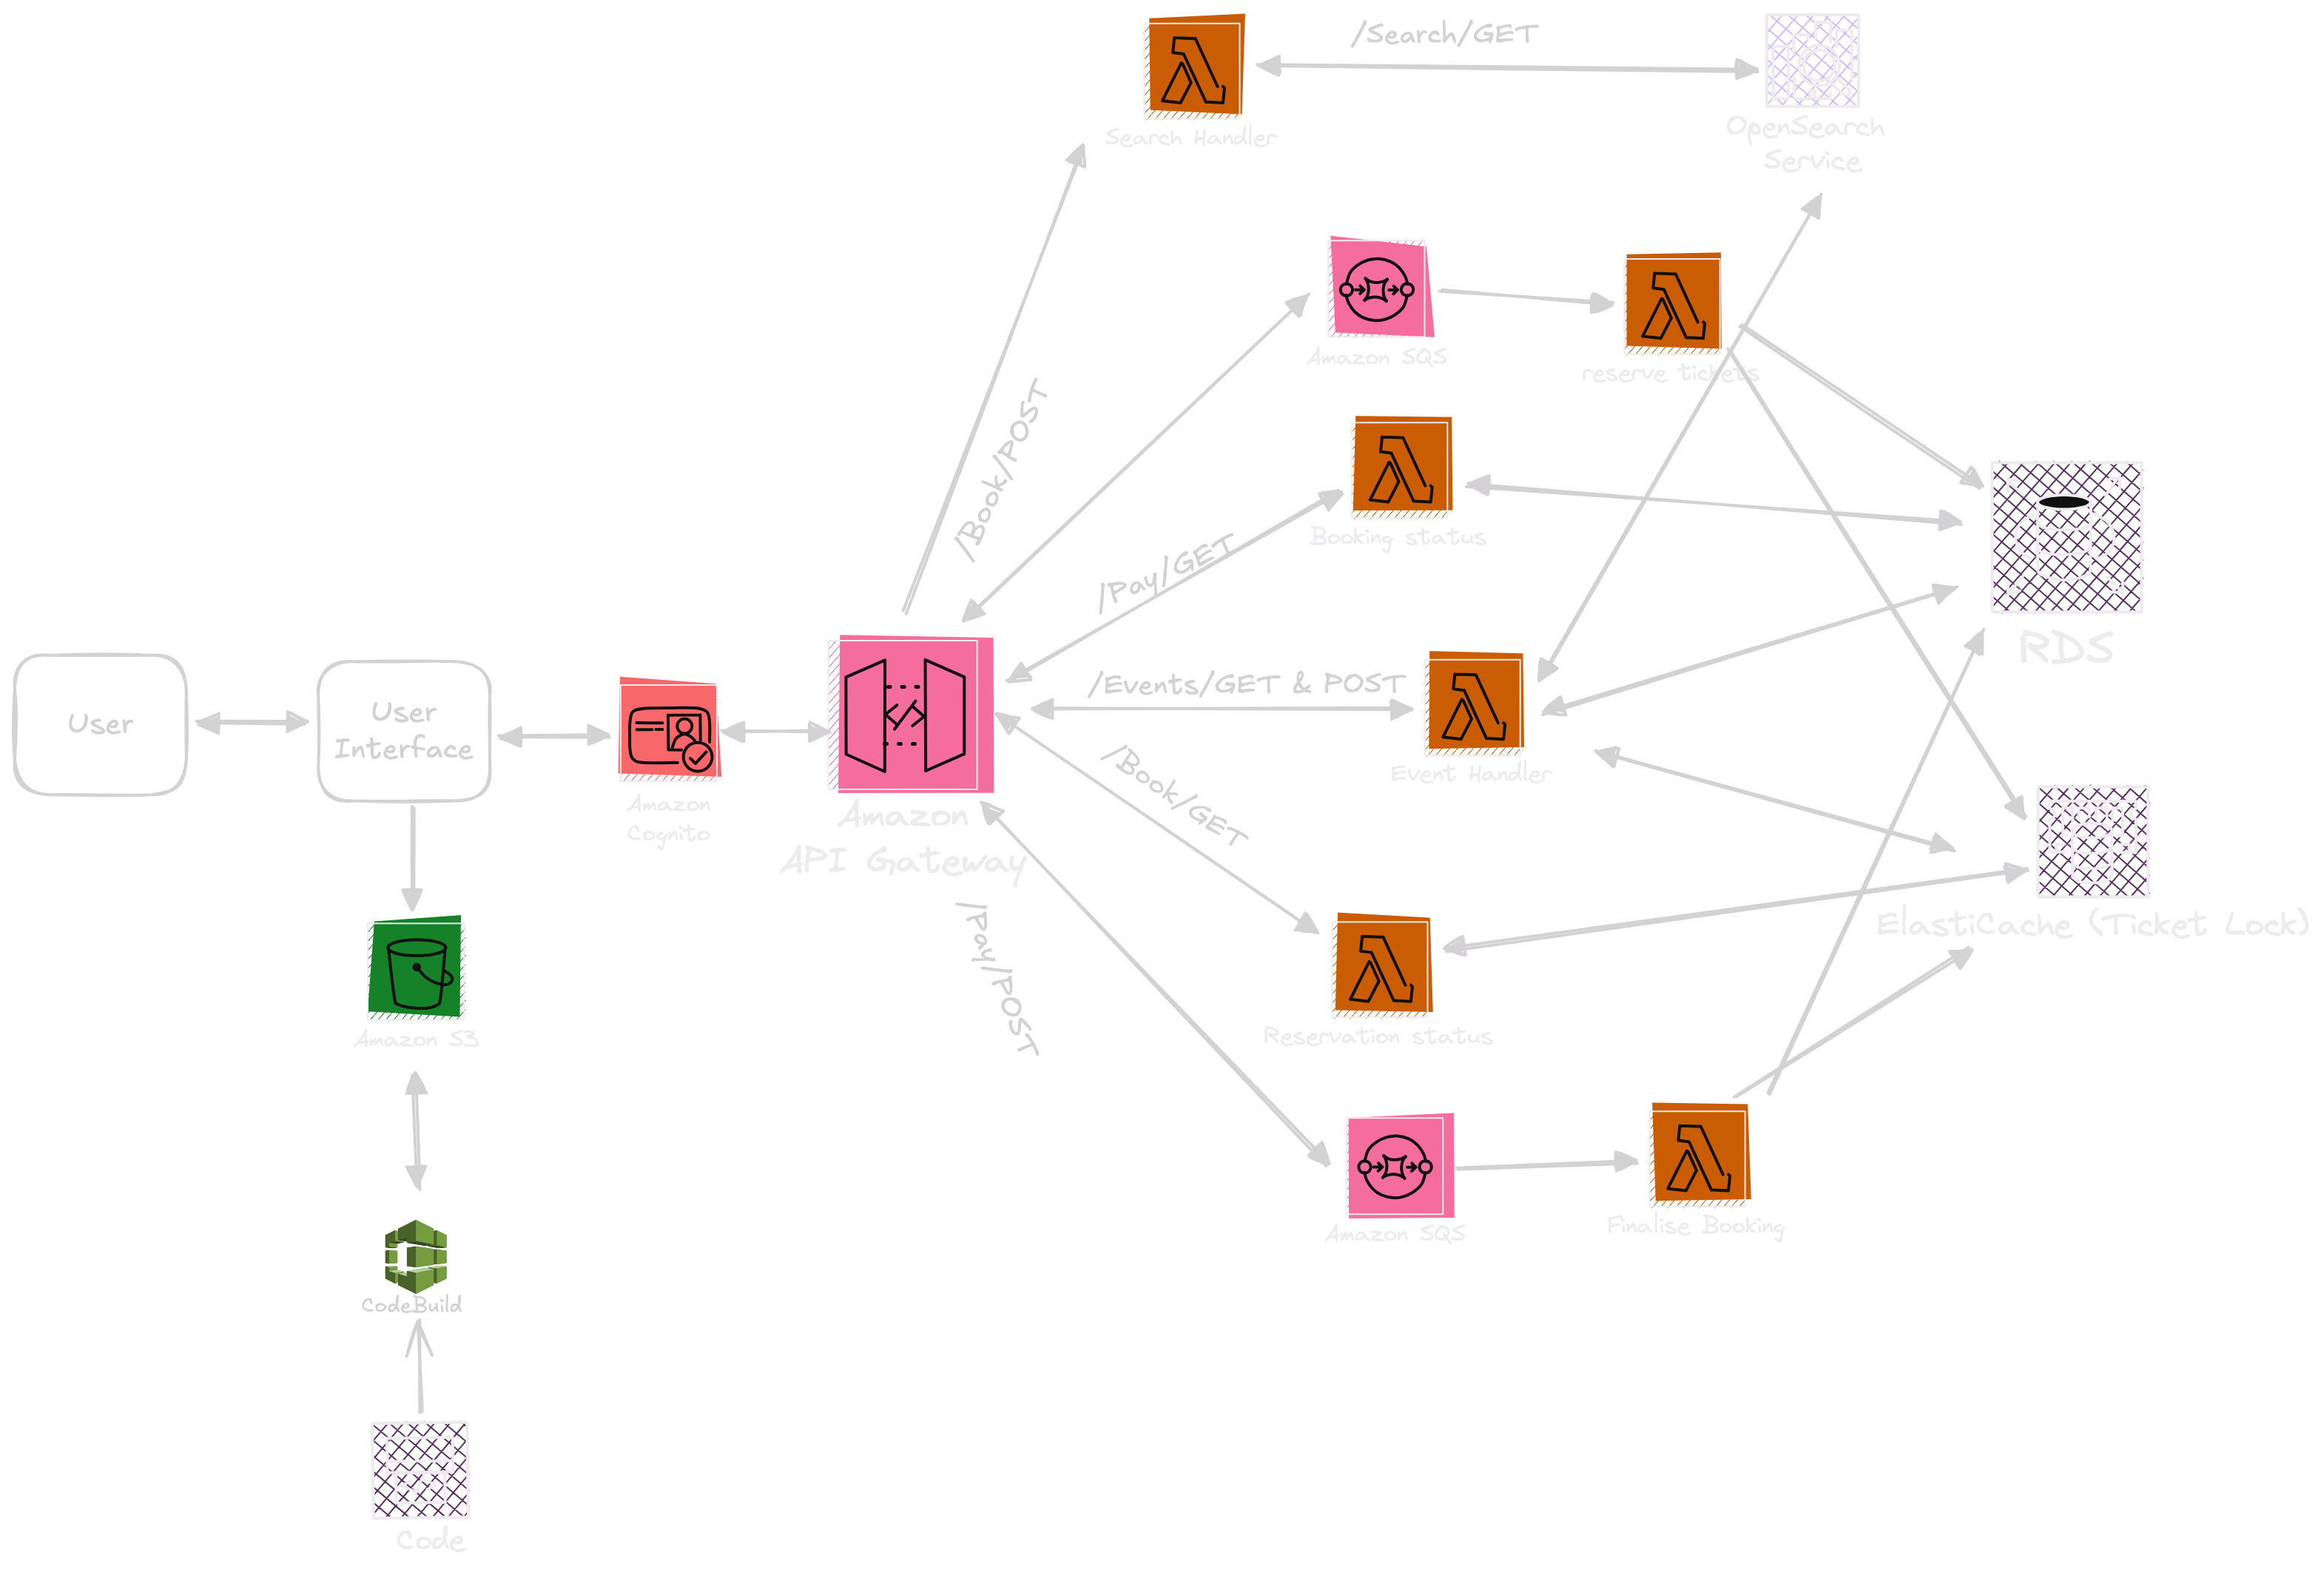 /Search/GET
Search Handler
OpenSearch
Service
Amazon SQS
reserve tickets
/Book/POST
Booking status
/Pay/GET
RDS
User
User
Interface
/Events/GET & POST
Event Handler
Amazon
Cognito
Amazon
API Gateway
/Book/GET
ElastiCache (Ticket Lock)
/Pay/POST
Amazon S3
Reservation status
Amazon SQS
Finalise Booking
CodeBuild
Code